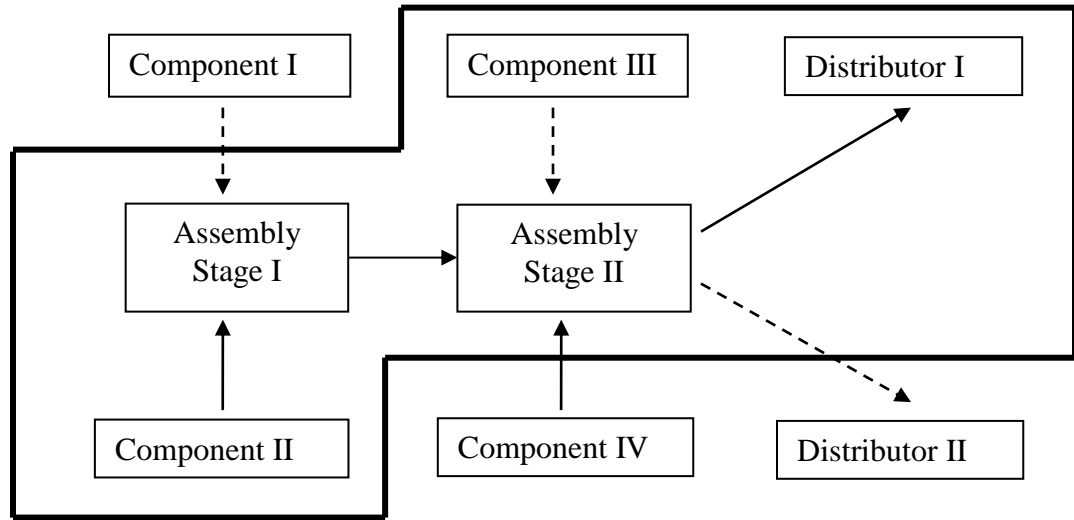 Component I
Component III
Distributor I
Assembly
Stage I
Assembly
Stage II
Component II
Component IV
Distributor II